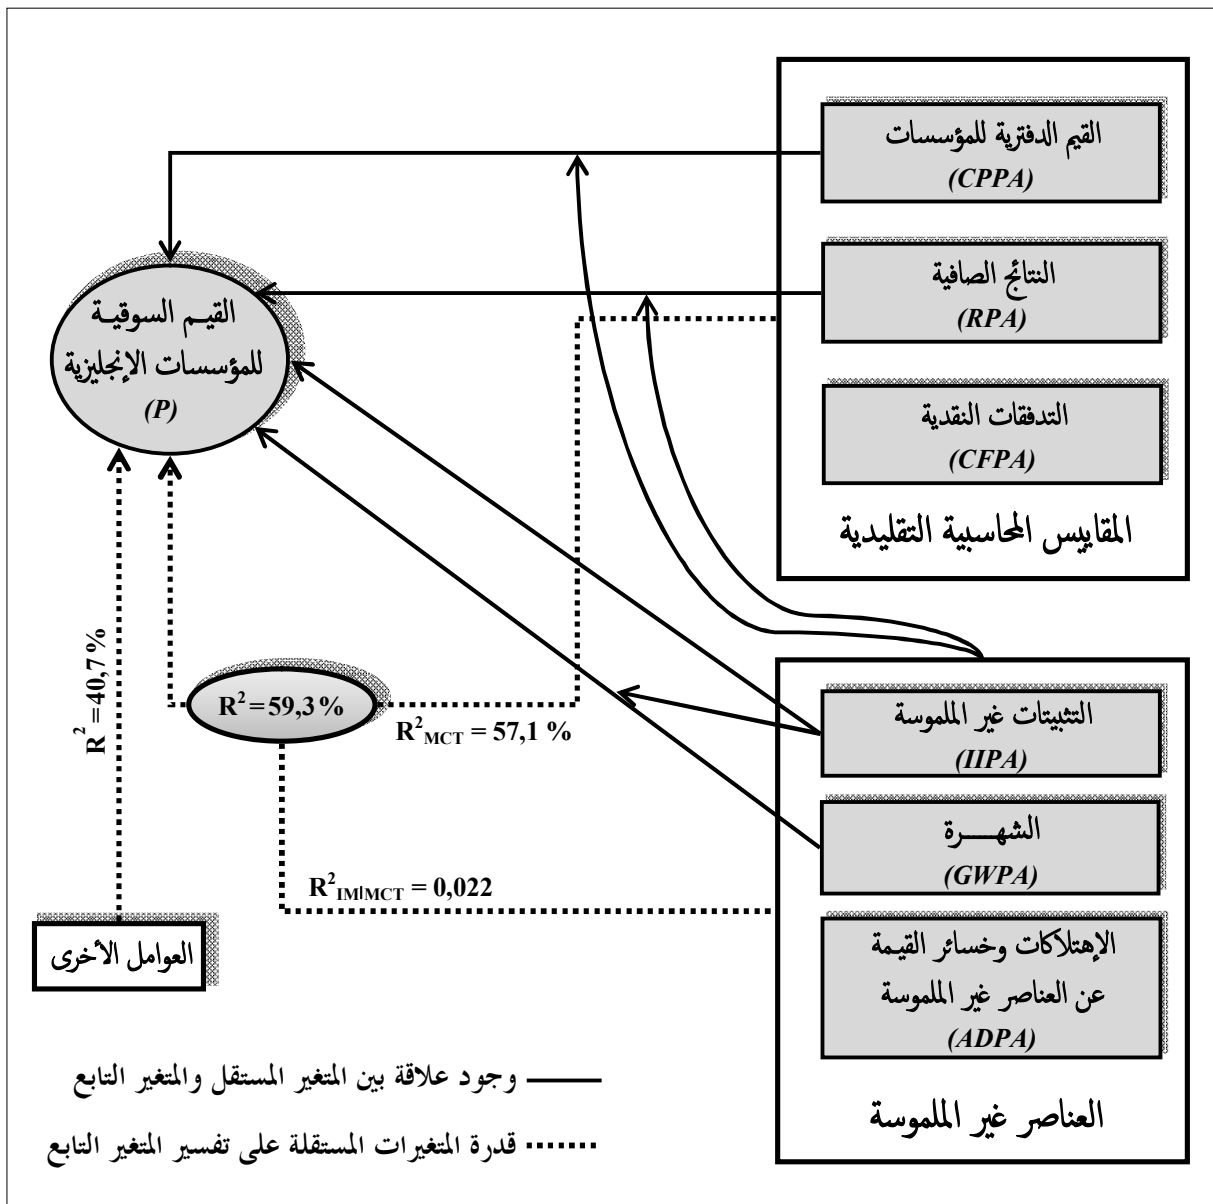 القيم الدفترية للمؤسسات
(CPPA)
النتائج الصافية
(RPA)
التدفقات النقدية
(CFPA)
المقاييس المحاسبية التقليدية
القيـم السوقيـة
للمؤسسات الإنجليزية
(P)
R² = 40,7 %
R² = 59,3 %
R²MCT = 57,1 %
R²IM|MCT = 0,022
التثبيتات غير الملموسة
(IIPA)
الشهـــــرة
(GWPA)
الإهتلاكات وخسائر القيمة
عن العناصر غير الملموسة
(ADPA)
العناصر غير الملموسة
العوامل الأخرى
وجود علاقة بين المتغير المستقل والمتغير التابع
قدرة المتغيرات المستقلة على تفسير المتغير التابع